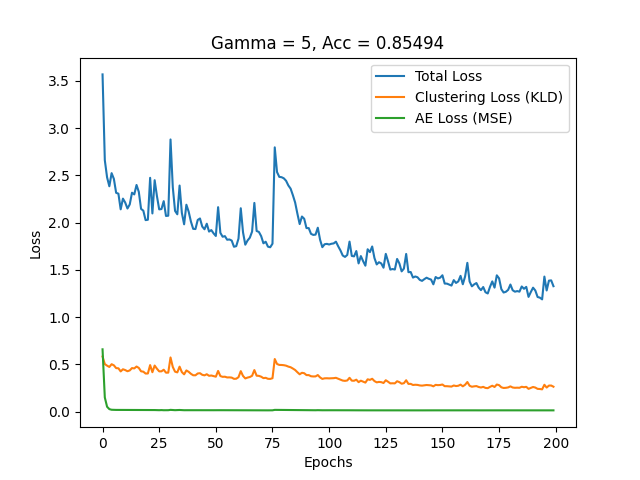 Gamma = 5, Acc = 0.85494
Total Loss
Clustering Loss (KLD)
AE Loss (MSE)
Loss
3.5
3.0
2.5
2.0
1.5
1.0
0.5
0.0
0 25 50 75 100 125 150 175 200
Epochs